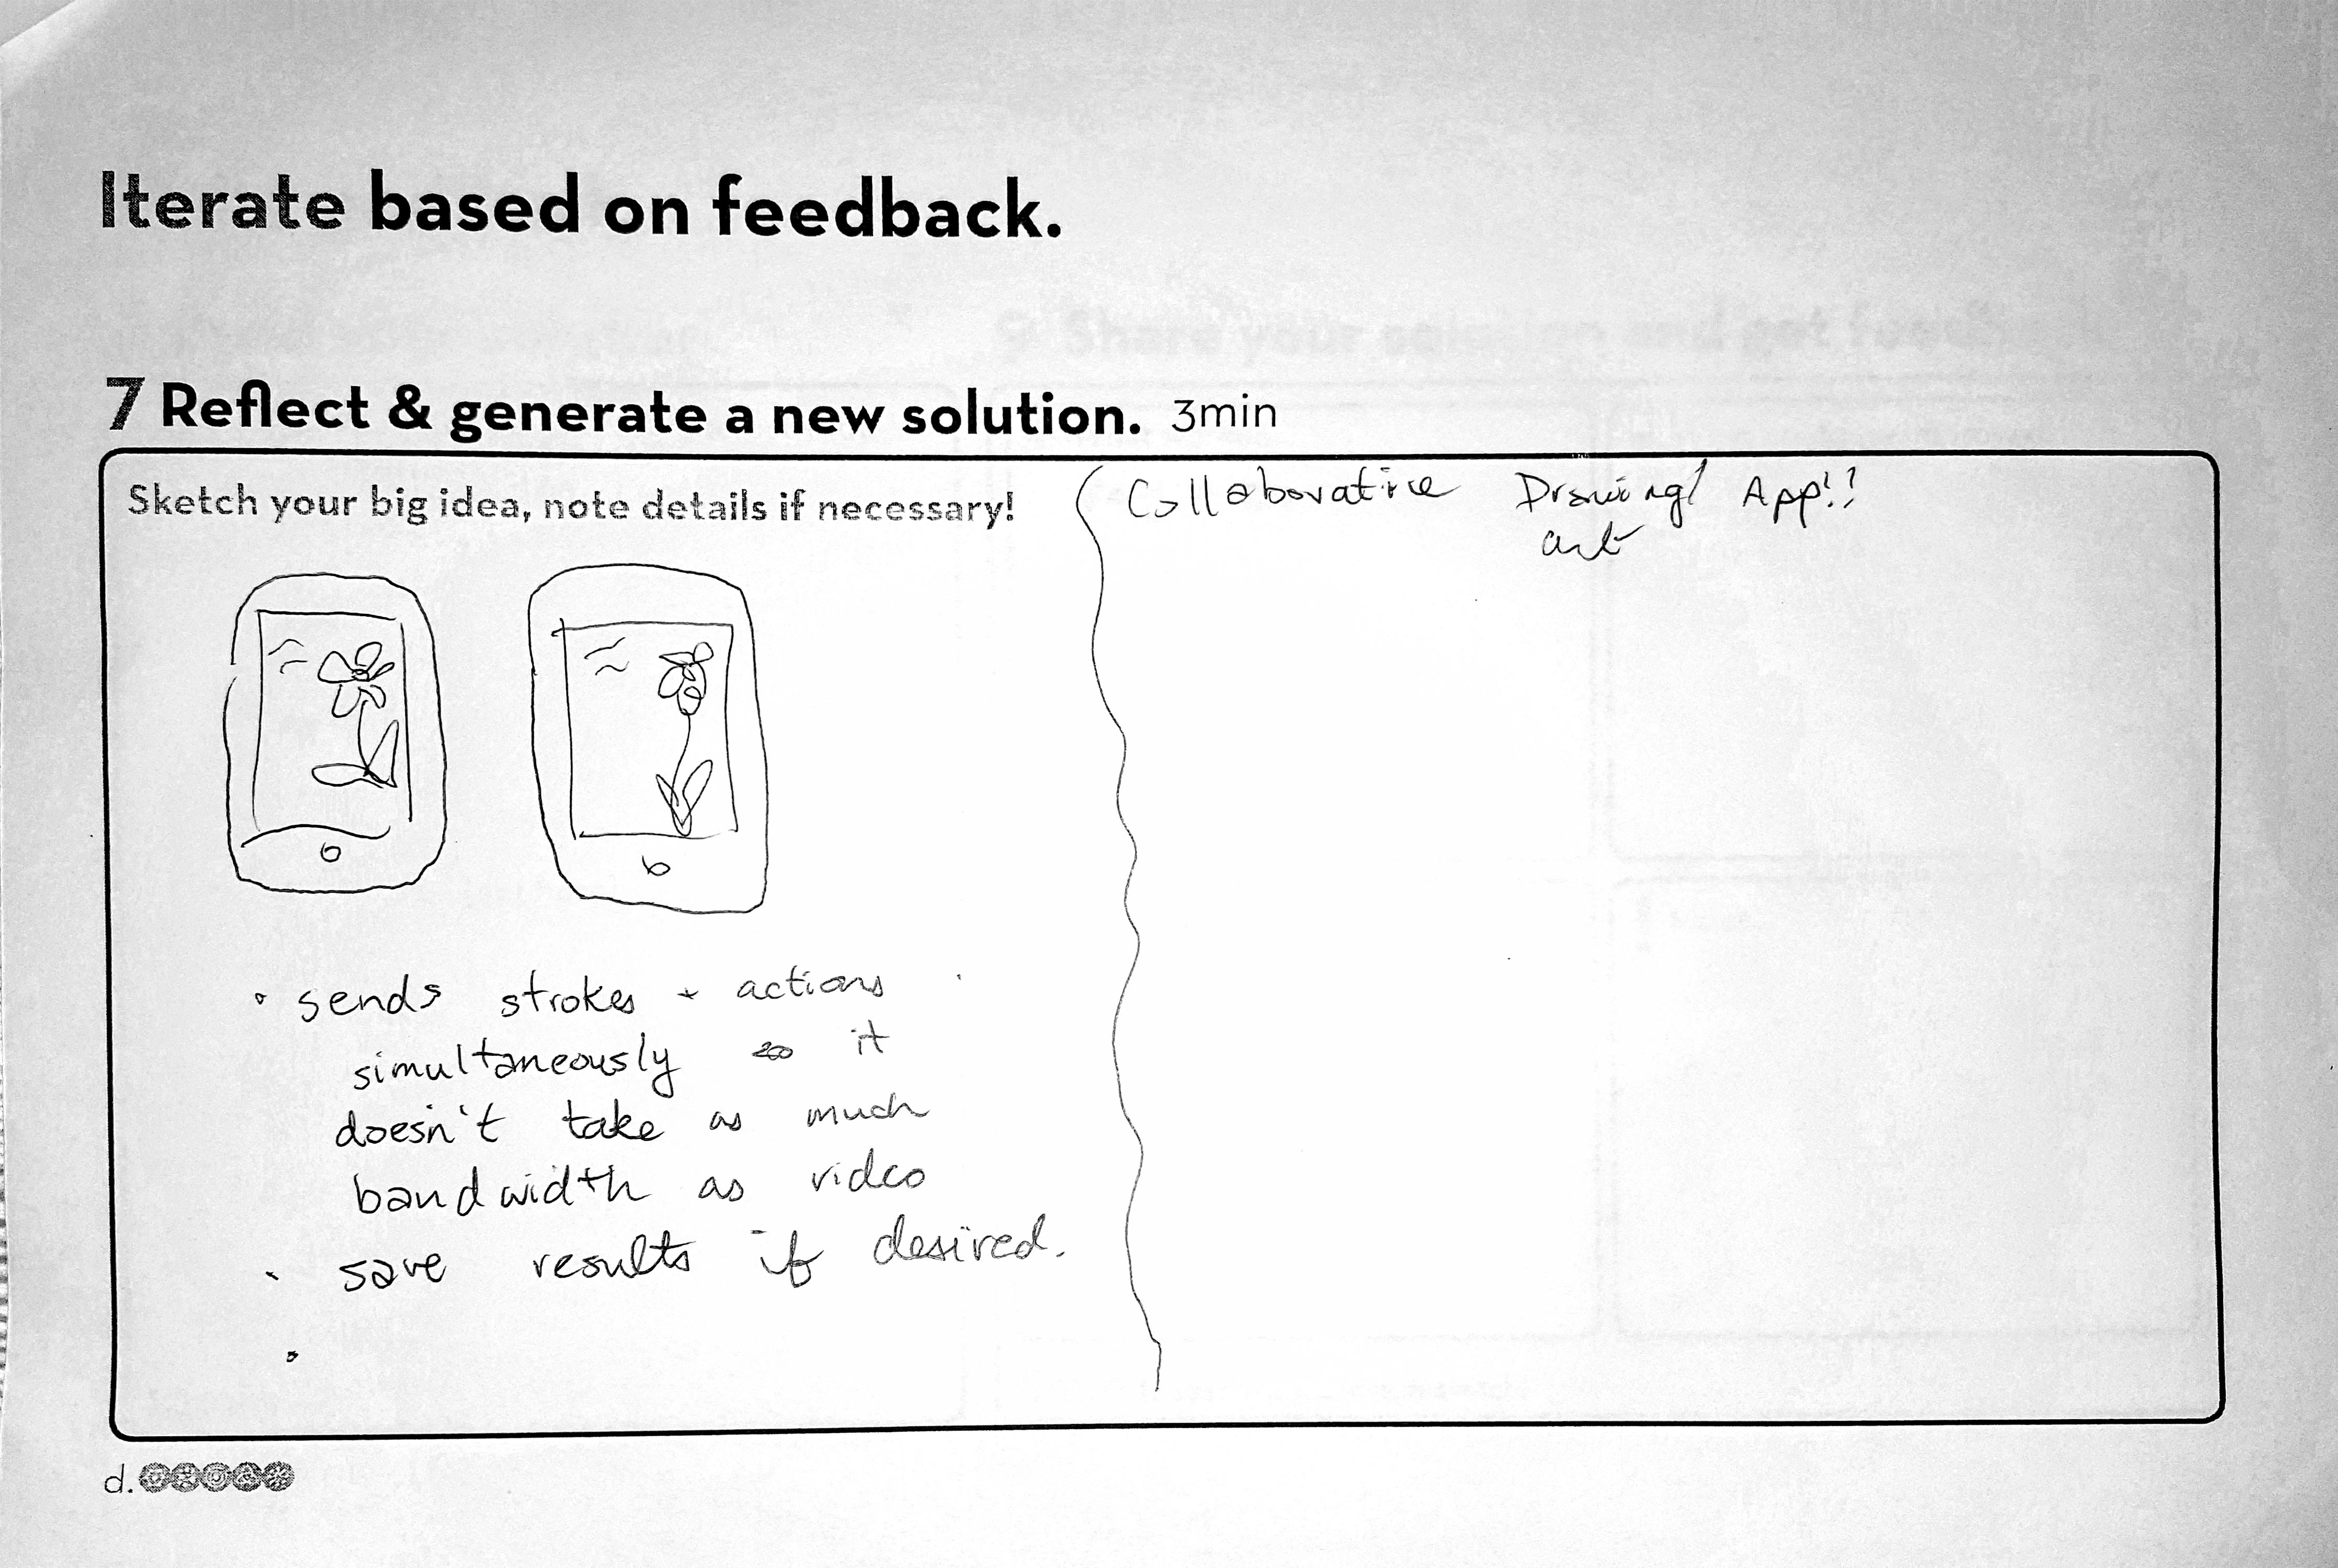 Iterate based on feedback.
7 Reflect & generate a new solution. 3min
Sketch your big idea, note details if necessary!
• sends strokes + actions
simultaneously so it
doesn't take as much
bandwidth as video
• save results if desired.
•
Collaborative Drawing/ App!!
art
d.